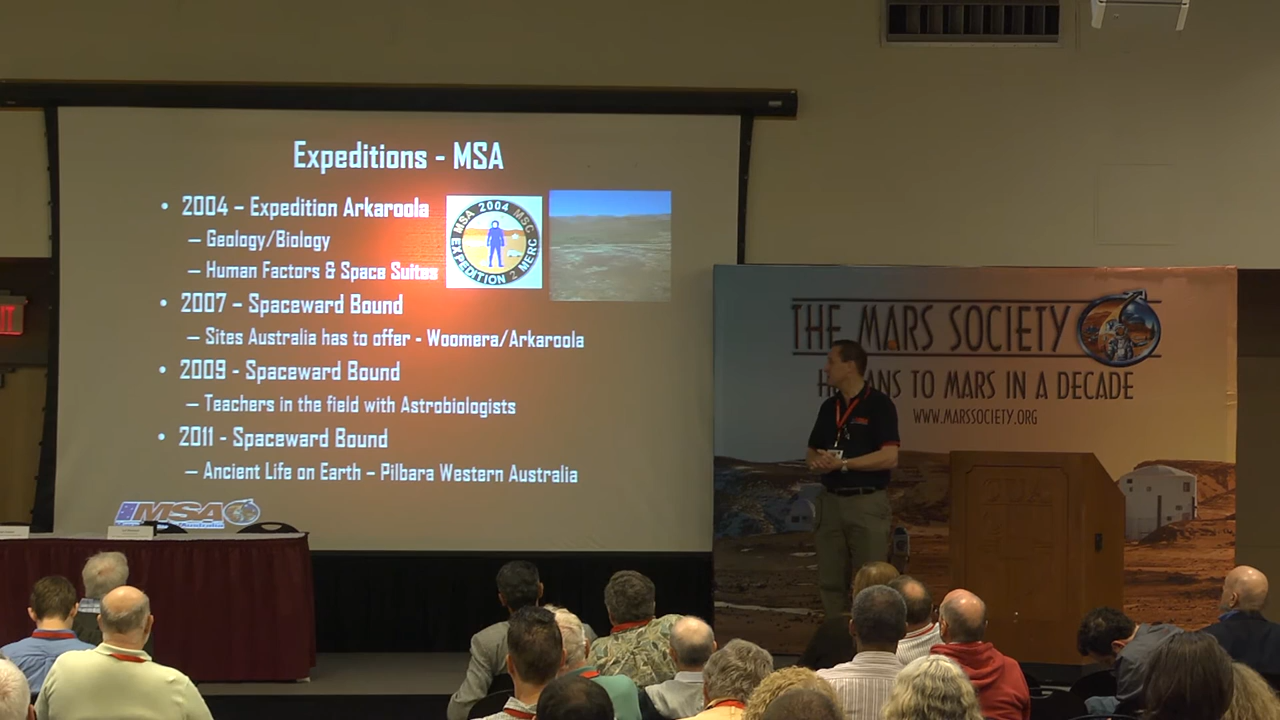 Expeditions - MSA
• 2004 – Expedition Arkaroola
– Geology/Biology
– Human Factors & Space Suites
• 2007 – Spaceward Bound
– Sites Australia has to offer - Woomera/Arkaroola
• 2009 - Spaceward Bound
– Teachers in the field with Astrobiologists
• 2011 - Spaceward Bound
– Ancient Life on Earth – Pilbara Western Australia
MSA 2004 MSC
EXPEDITION 2 MERC
MSA
THE MARS SOCIETY
TO MARS IN A DECADE
WWW.MARSSOCIETY.ORG